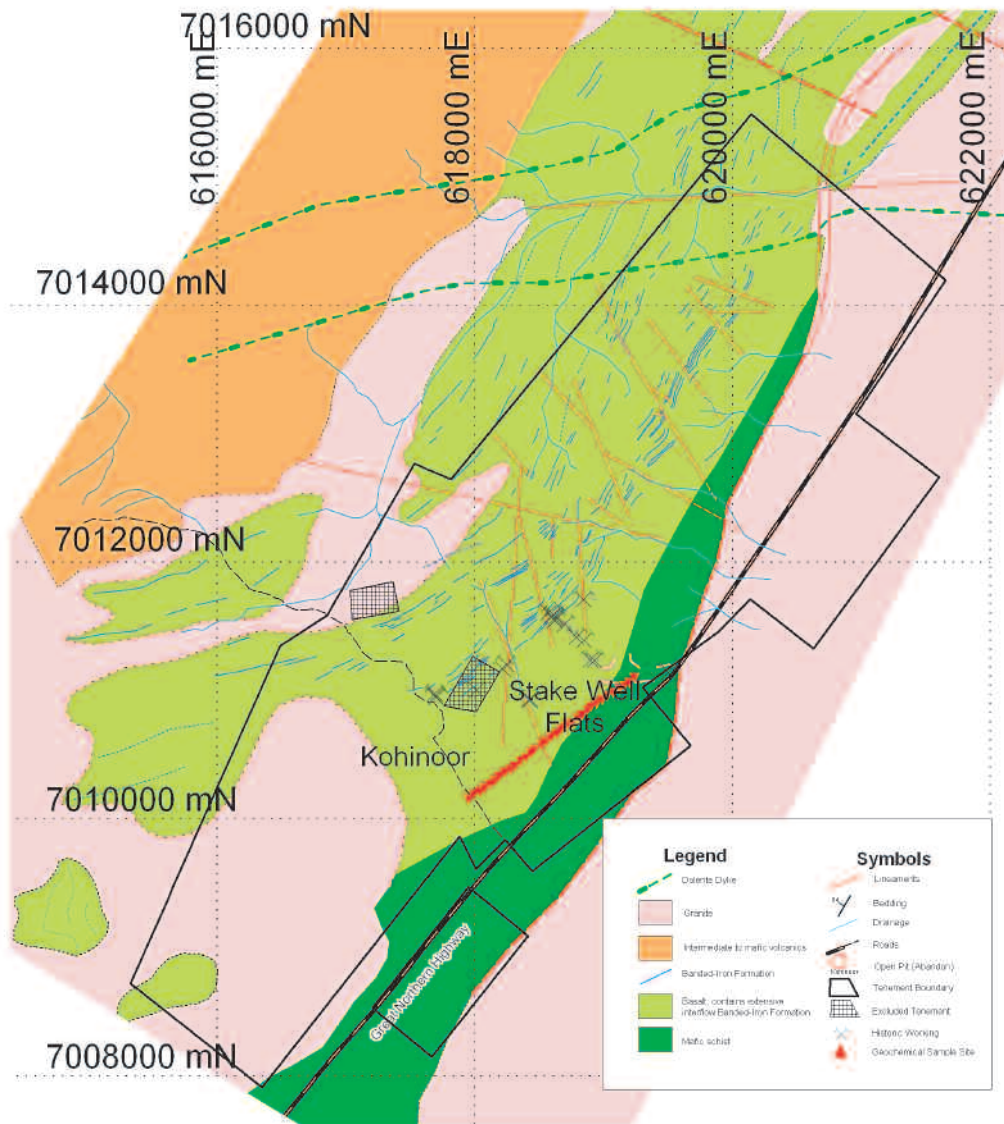 7016000 mN
616000 mE
618000 mE
620000 mE
622000 mE
7014000 mN
7012000 mN
Stake Well
Flats
Kohinoor
7010000 mN
7008000 mN
Great Northern Highway
Legend
Dolerite Dyke
Granite
Intermediate to mafic volcanics
Banded-Iron Formation
Basalt, contains extensive
interflow Banded-Iron Formation
Mafic schist
Symbols
Lineaments
Bedding
Drainage
Roads
Open Pit (Abandon)
Tenement Boundary
Excluded Tenement
Historic Working
Geochemical Sample Site